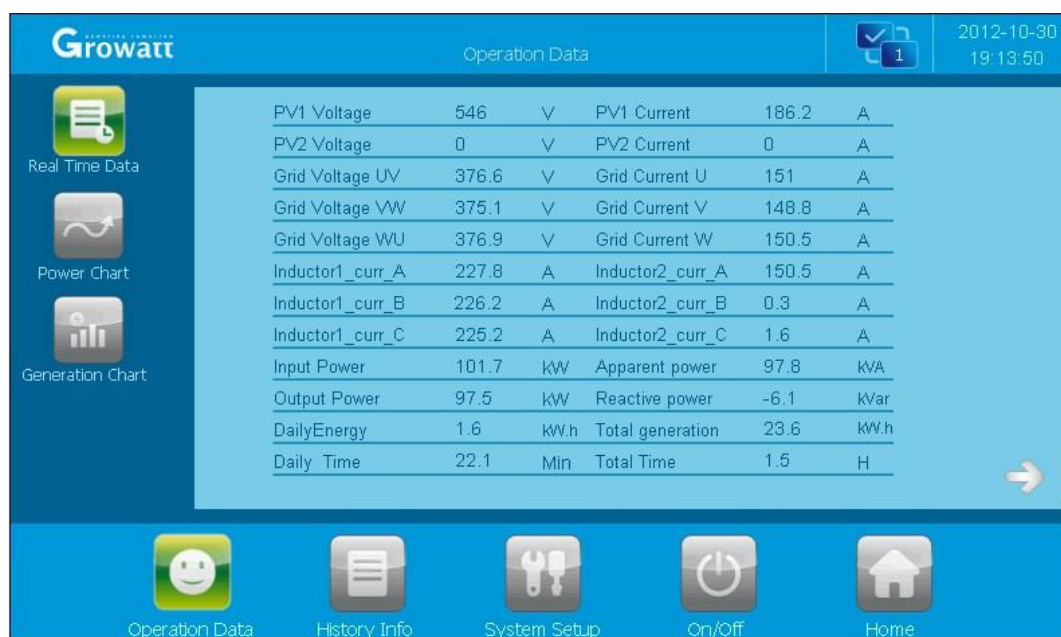 powering tomorrow
Growatt
Operation Data
1
2012-10-30
19:13:50
Real Time Data
Power Chart
Generation Chart
PV1 Voltage 546 V PV1 Current 186.2 A
PV2 Voltage 0 V PV2 Current 0 A
Grid Voltage UV 376.6 V Grid Current U 151 A
Grid Voltage VW 375.1 V Grid Current V 148.8 A
Grid Voltage WU 376.9 V Grid Current W 150.5 A
Inductor1_curr_A 227.8 A Inductor2_curr_A 150.5 A
Inductor1_curr_B 226.2 A Inductor2_curr_B 0.3 A
Inductor1_curr_C 225.2 A Inductor2_curr_C 1.6 A
Input Power 101.7 kW Apparent power 97.8 kVA
Output Power 97.5 kW Reactive power -6.1 kVar
DailyEnergy 1.6 kW.h Total generation 23.6 kW.h
Daily Time 22.1 Min Total Time 1.5 H
Operation Data
History Info
System Setup
On/Off
Home